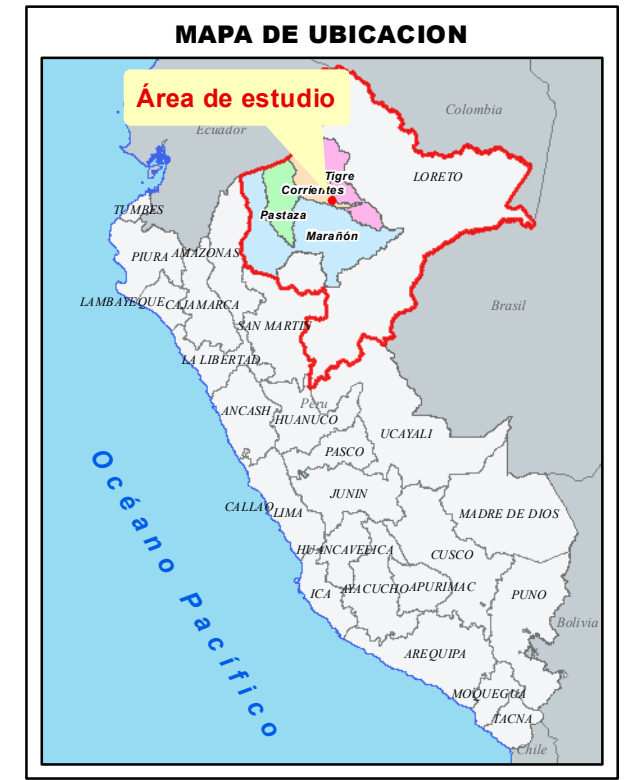 MAPA DE UBICACION
Área de estudio
Colombia
Ecuador
Tigre
LORETO
Corrientes
TUMBES
Pastaza
Marañón
PIURA
AMAZONAS
LAMBAYEQUE
CAJAMARCA
Brasil
SAN MARTIN
LA LIBERTAD
Peru
ANCASH
HUANUCO
UCAYALI
PASCO
Océano Pacífico
JUNIN
CALLAO
LIMA
MADRE DE DIOS
HUANCAVELICA
CUSCO
ICA
AYACUCHO
APURIMAC
PUNO
Bolivia
AREQUIPA
MOQUEGUA
TACNA
Chile